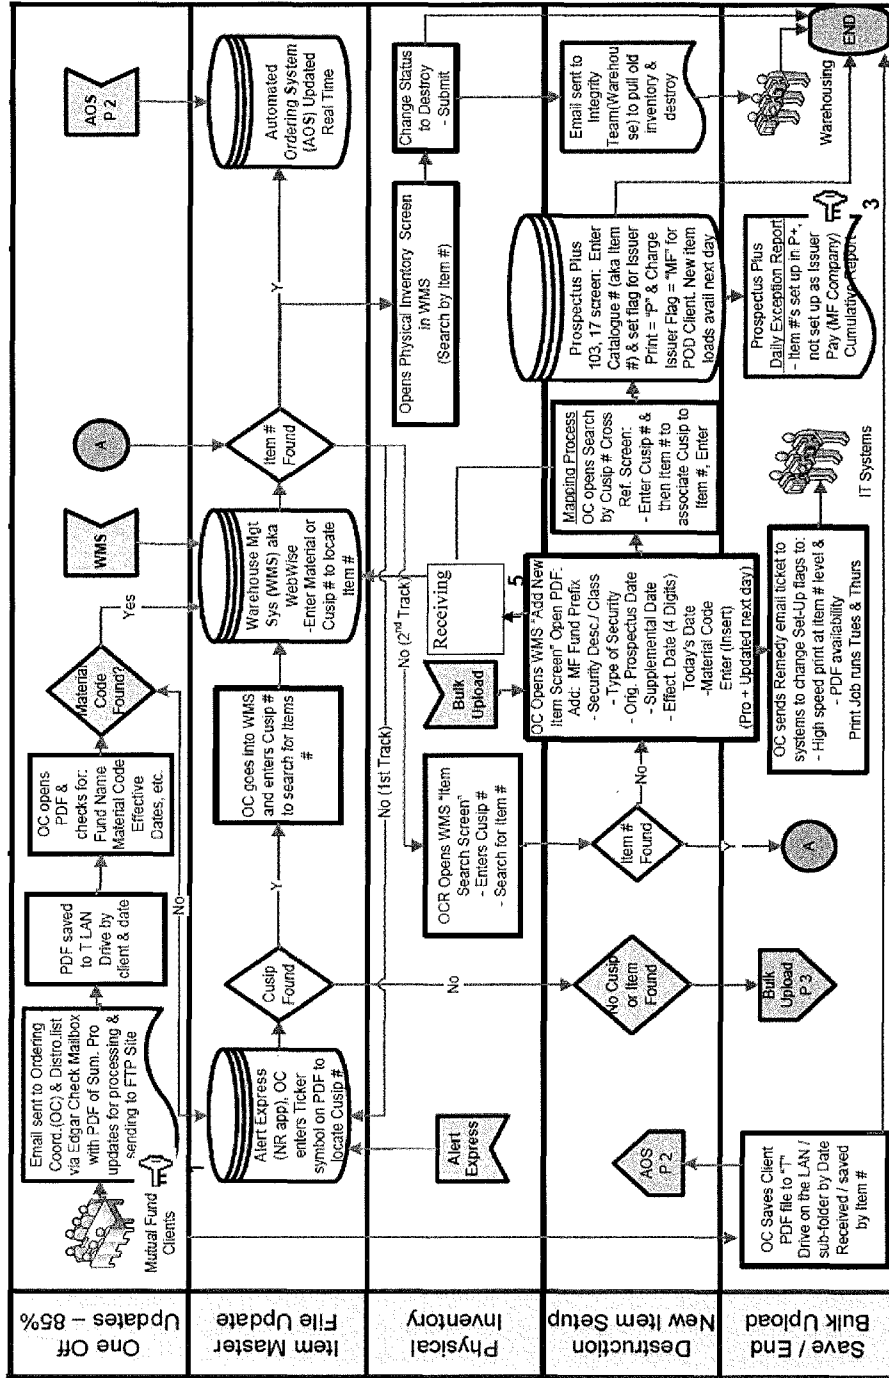 One Off
Updates – 85%
Mutual Fund
Clients
Email sent to Ordering
Coord.(OC) & Distro.list
via Edgar Check Mailbox
with PDF of Sum. Pro
updates for processing &
sending to FTP Site
PDF saved
to T LAN
Drive by
client & date
OC opens
PDF &
checks for:
Fund Name
Material Code
Effective
Dates, etc.
Material
Code
Found?
Yes
No
WMS
A
AOS
P 2
Item Master
File Update
Alert Express
(NR app), OC
enters Ticker
symbol on PDF to
locate Cusip #
Cusip
Found
Y
OC goes into WMS
and enters Cusip #
to search for Items
#
Warehouse Mgt
Sys (WMS) aka
WebWise
-Enter Material or
Cusip # to locate
Item #
Item #
Found
Y
Automated
Ordering System
(AOS) Updated
Real Time
No (1st Track)
No (2nd Track)
Physical
Inventory
Alert
Express
No
OCR Opens WMS "Item
Search Screen"
- Enters Cusip #
- Search for Item #
Bulk
Upload
Receiving
Opens Physical Inventory Screen
in WMS
(Search by Item #)
Change Status
to Destroy
- Submit
Destruction
New Item Setup
AOS
P 2
No Cusip
or Item
Found
Item #
Found
No
5
OC Opens WMS "Add New
Item Screen" Open PDF:
Add: MF Fund Prefix
- Security Desc./ Class
- Type of Security
- Orig. Prospectus Date
- Supplemental Date
- Effect. Date (4 Digits)
Today's Date
-Material Code
Enter (Insert)
(Pro + Updated next day)
Mapping Process
OC opens Search
by Cusip # Cross
Ref. Screen:
- Enter Cusip # &
then Item # to
associate Cusip to
Item #, Enter
Prospectus Plus
103, 17 screen: Enter
Catalogue # (aka Item
#) & set flag for Issuer
Print = "P" & Charge
Issuer Flag = "MF" for
POD Client. New item
loads avail next day
Email sent to
Integrity
Team(Warehou
se) to pull old
inventory &
destroy
Save / End
Bulk Upload
OC Saves Client
PDF file to "T"
Drive on the LAN /
sub-folder by Date
Received / saved
by Item #
Bulk
Upload
P 3
Y
A
OC sends Remedy email ticket to
systems to change Set-Up flags to:
- High speed print at item # level &
- PDF availability
Print Job runs Tues & Thurs
IT Systems
Prospectus Plus
Daily Exception Report
- Item #'s set up in P+,
not set up as Issuer
Pay (MF Company)
Cumulative Report
3
Warehousing
END